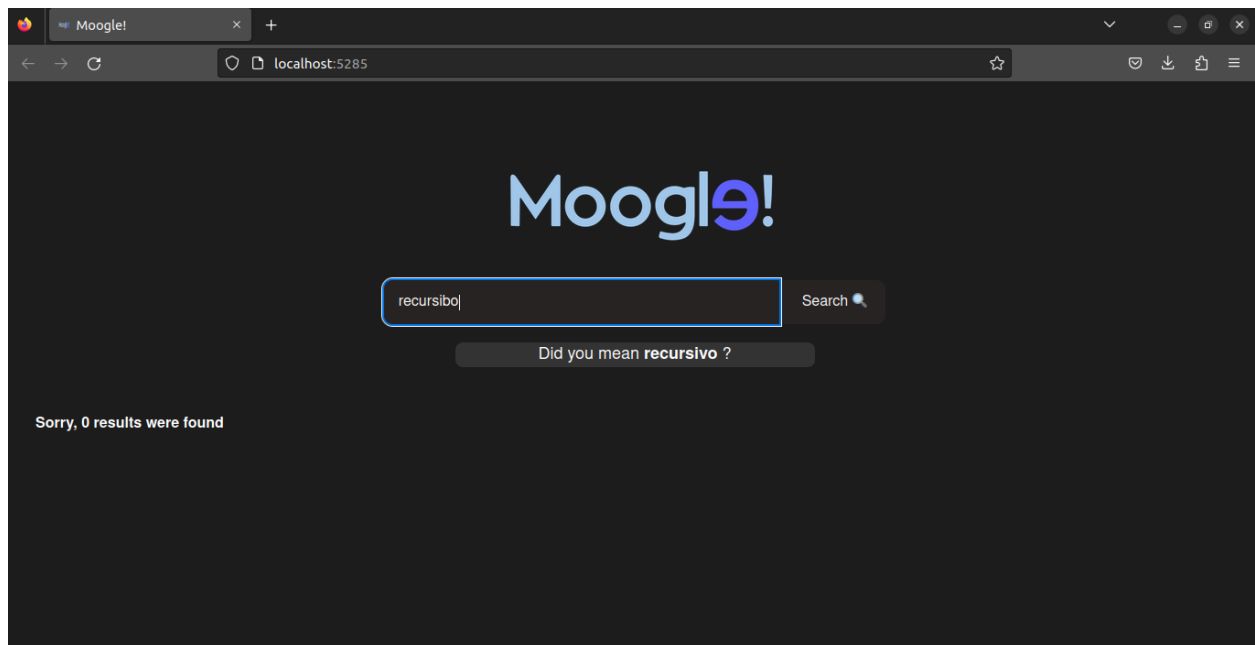 Moogle!
localhost:5285
Moogle!
recursibo
Search
Did you mean recursivo ?
Sorry, 0 results were found